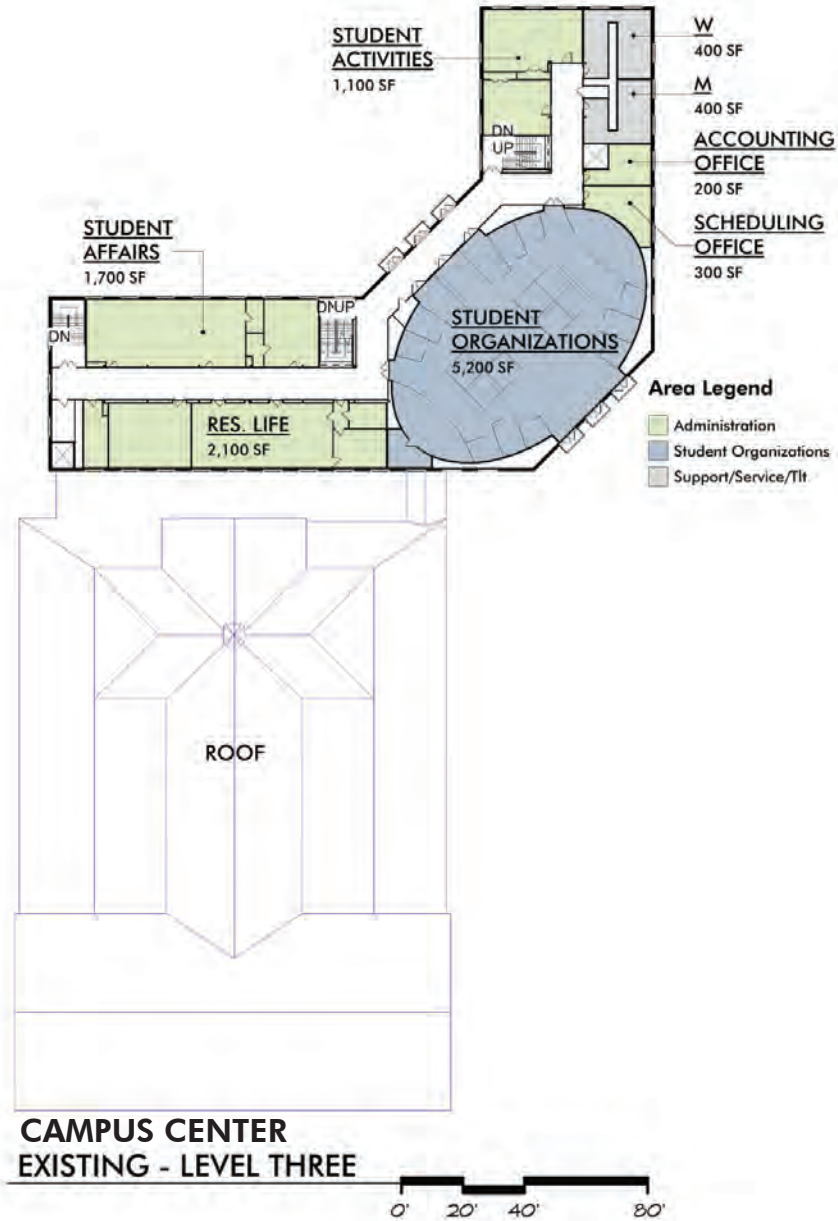 STUDENT
ACTIVITIES
1,100 SF
W
400 SF
M
400 SF
DN
UP
ACCOUNTING
OFFICE
200 SF
SCHEDULING
OFFICE
300 SF
STUDENT
AFFAIRS
1,700 SF
DN
DN UP
STUDENT
ORGANIZATIONS
5,200 SF
RES. LIFE
2,100 SF
Area Legend
Administration
Student Organizations
Support/Service/Tlt
ROOF
CAMPUS CENTER
EXISTING - LEVEL THREE
0' 20' 40' 80'